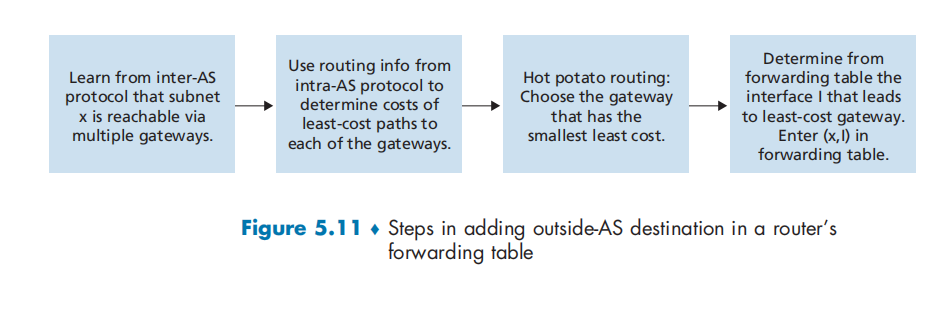 Learn from inter-AS
protocol that subnet
x is reachable via
multiple gateways.
Use routing info from
intra-AS protocol to
determine costs of
least-cost paths to
each of the gateways.
Hot potato routing:
Choose the gateway
that has the
smallest least cost.
Determine from
forwarding table the
interface I that leads
to least-cost gateway.
Enter (x,I) in
forwarding table.
Figure 5.11 ♦ Steps in adding outside-AS destination in a router’s
forwarding table